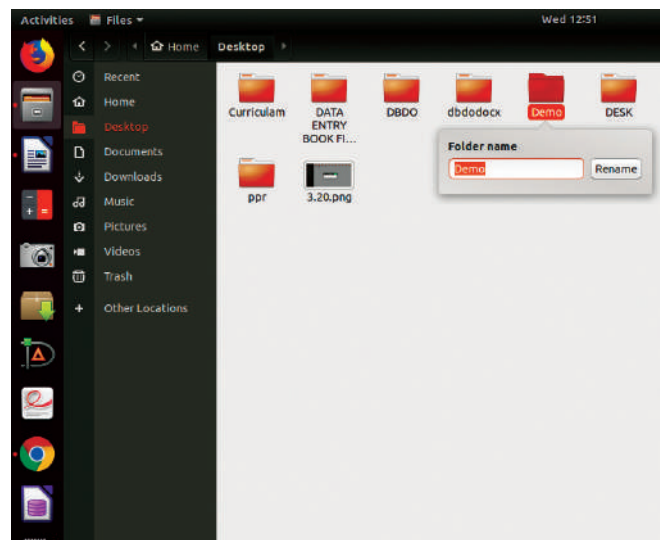 Activities Files Wed 12:51
Home Desktop
Recent
Home
Desktop
Documents
Downloads
Music
Pictures
Videos
Trash
Other Locations
Curriculam
DATA
ENTRY
BOOK FI...
DBDO
dbdodocx
Demo
DESK
Folder name
Demo
Rename
ppr
3.20.png